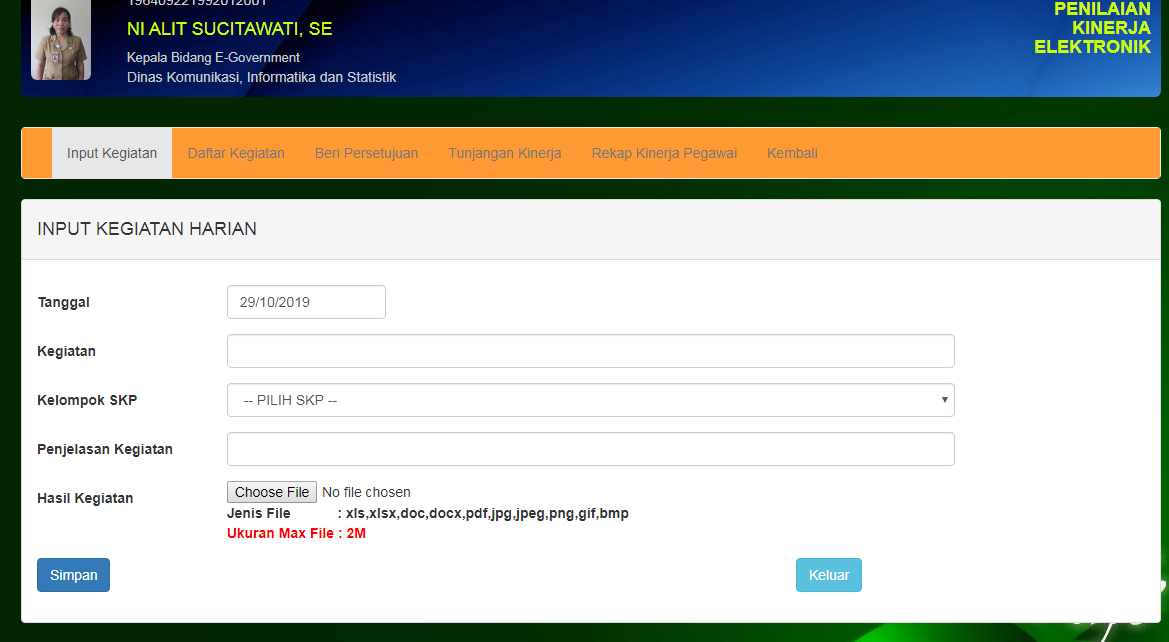 196409221992012001
NI ALIT SUCITAWATI, SE
Kepala Bidang E-Government
Dinas Komunikasi, Informatika dan Statistik
PENILAIAN
KINERJA
ELEKTRONIK
Input Kegiatan Daftar Kegiatan Beri Persetujuan Tunjangan Kinerja Rekap Kinerja Pegawai Kembali
INPUT KEGIATAN HARIAN
Tanggal 29/10/2019
Kegiatan
Kelompok SKP -- PILIH SKP --
Penjelasan Kegiatan
Hasil Kegiatan Choose File No file chosen
Jenis File : xls,xlsx,doc,docx,pdf,jpg,jpeg,png,gif,bmp
Ukuran Max File : 2M
Simpan Keluar